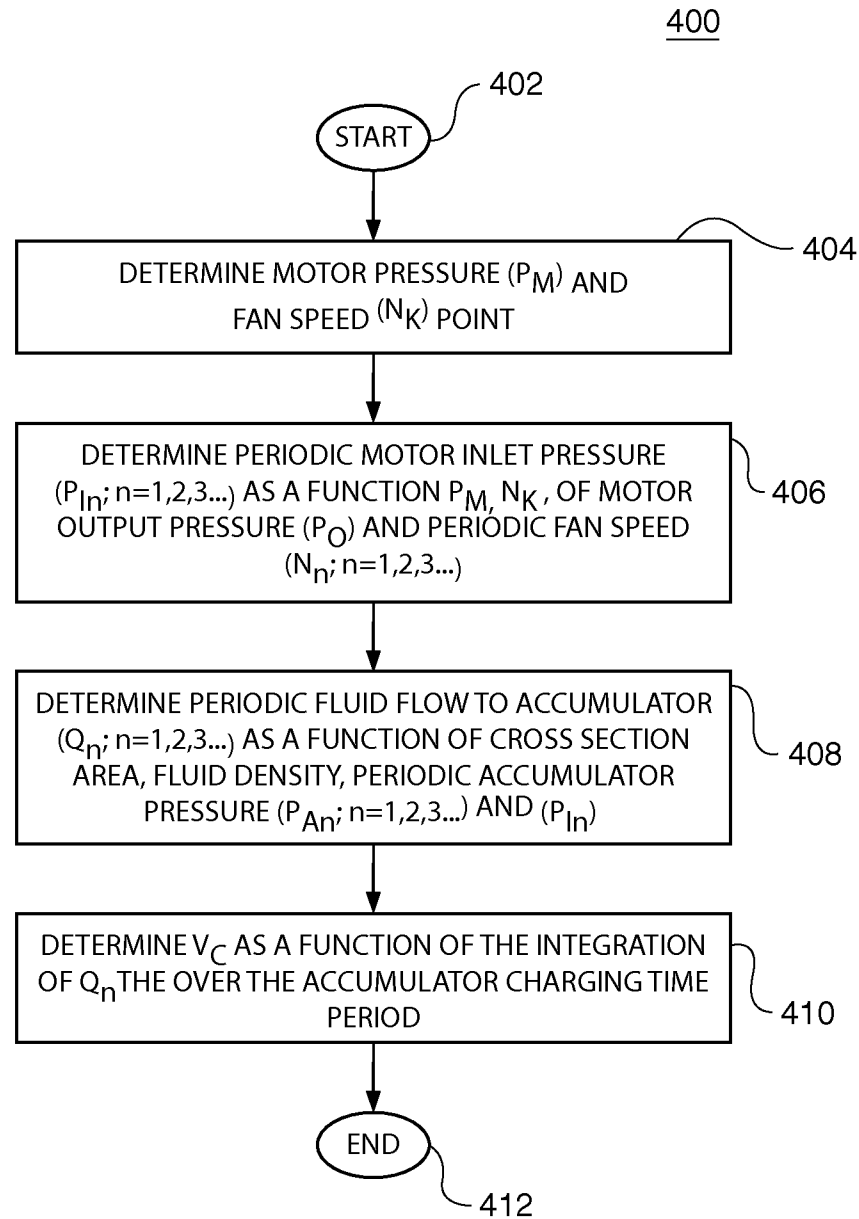 400
402
START
404
DETERMINE MOTOR PRESSURE (PM) AND
FAN SPEED (NK) POINT
DETERMINE PERIODIC MOTOR INLET PRESSURE
(PIn; n=1,2,3...) AS A FUNCTION PM, NK, OF MOTOR
OUTPUT PRESSURE (PO) AND PERIODIC FAN SPEED
(Nn; n=1,2,3...)
406
DETERMINE PERIODIC FLUID FLOW TO ACCUMULATOR
(Qn; n=1,2,3...) AS A FUNCTION OF CROSS SECTION
AREA, FLUID DENSITY, PERIODIC ACCUMULATOR
PRESSURE (PAn; n=1,2,3...) AND (PIn)
408
DETERMINE VC AS A FUNCTION OF THE INTEGRATION
OF Qn THE OVER THE ACCUMULATOR CHARGING TIME
PERIOD
410
END
412